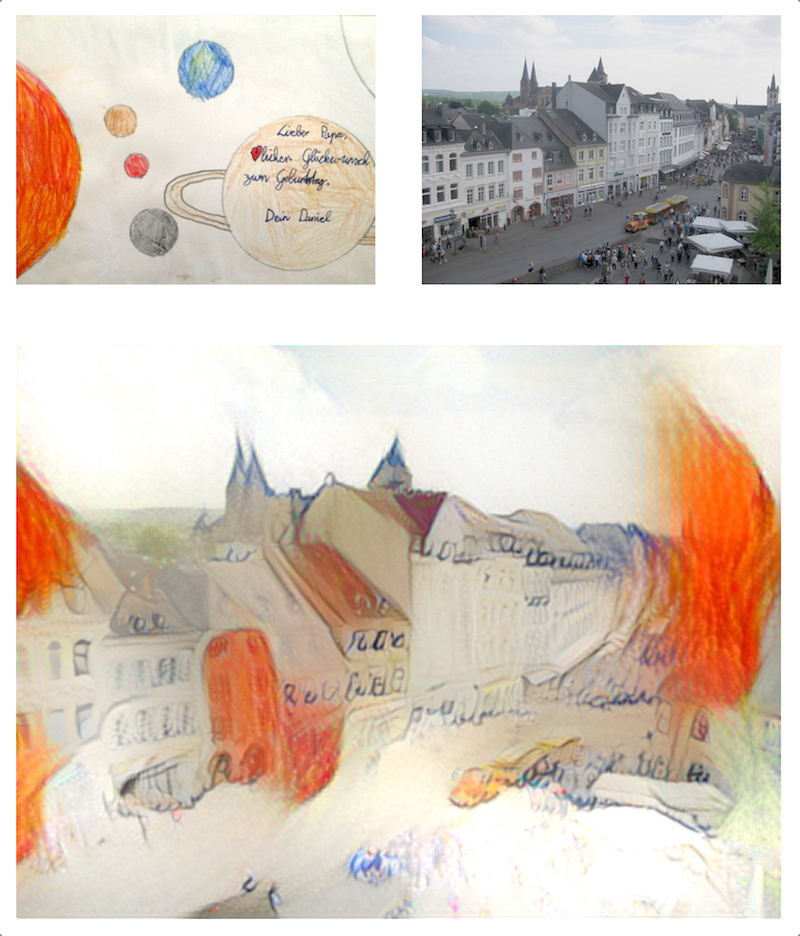 Lieber Papa,
♥lichen Glückwunsch
zum Geburtstag.
Dein Daniel